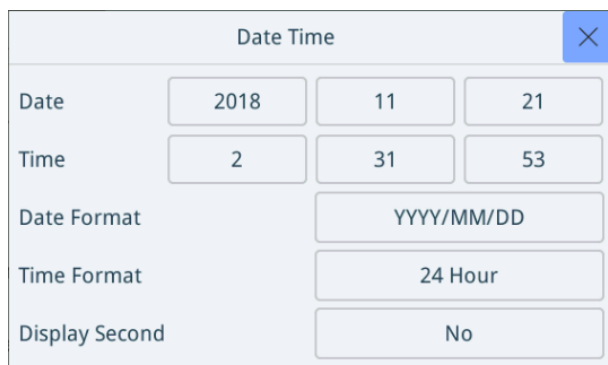 Date Time
Date 2018 11 21
Time 2 31 53
Date Format YYYY/MM/DD
Time Format 24 Hour
Display Second No